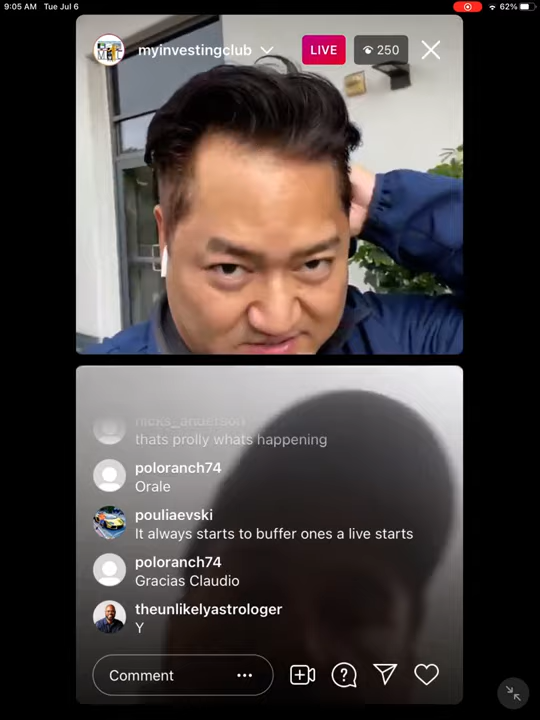 9:05 AM Tue Jul 6
62%
myinvestingclub
LIVE
250
nicks_anderson
thats prolly whats happening
poloranch74
Orale
pouliaevski
It always starts to buffer ones a live starts
poloranch74
Gracias Claudio
theunlikelyastrologer
Y
Comment